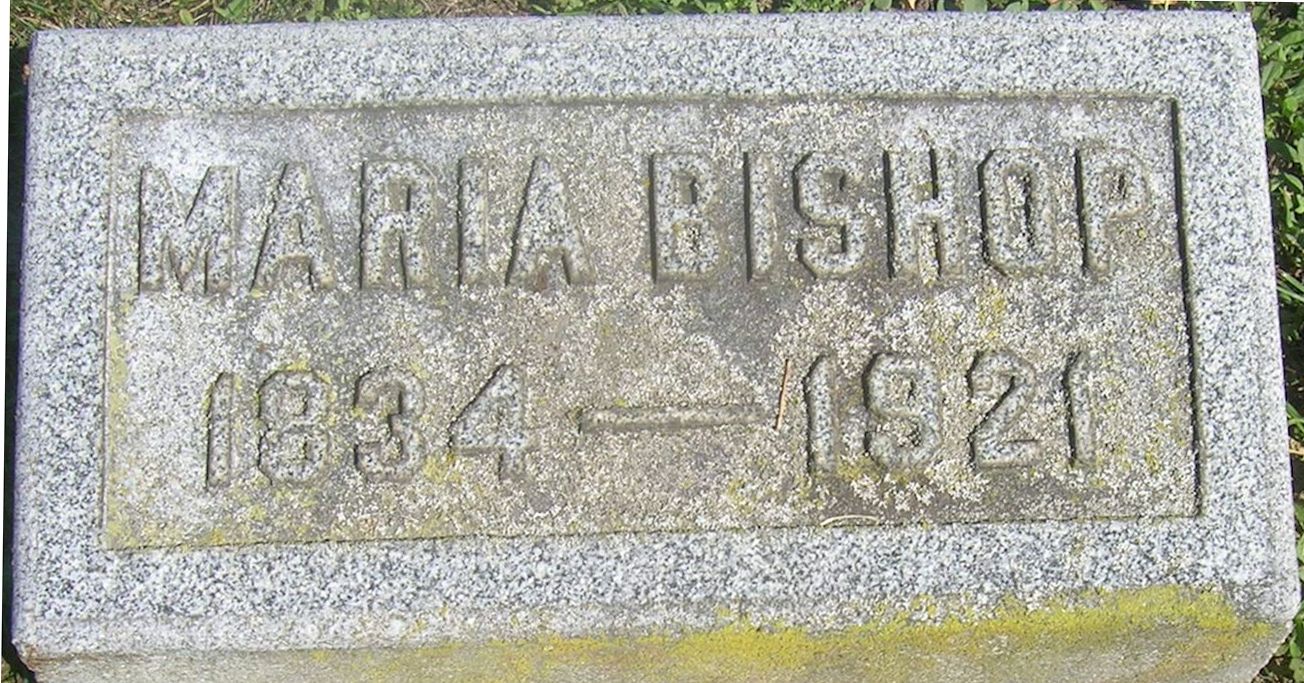 MARIA BISHOP
1834 — 1921